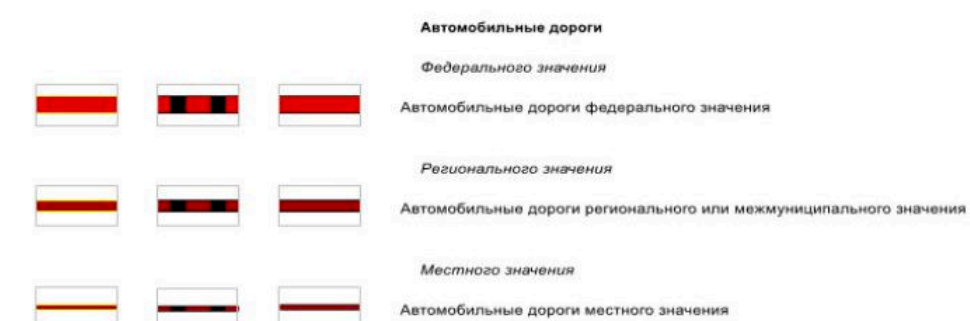 Автомобильные дороги
Федерального значения
Автомобильные дороги федерального значения
Регионального значения
Автомобильные дороги регионального или межмуниципального значения
Местного значения
Автомобильные дороги местного значения